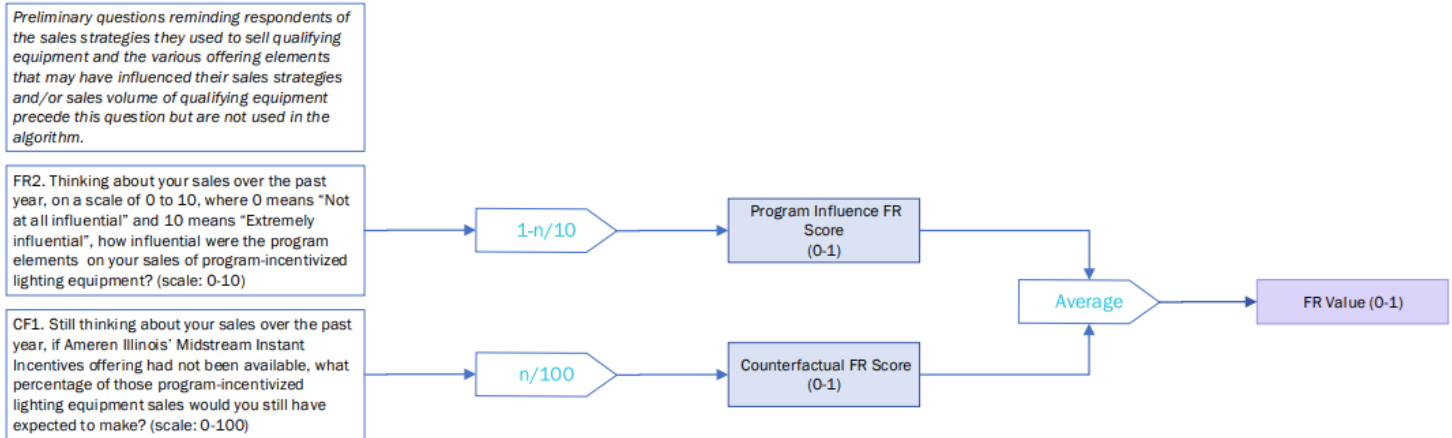 Preliminary questions reminding respondents of
the sales strategies they used to sell qualifying
equipment and the various offering elements
that may have influenced their sales strategies
and/or sales volume of qualifying equipment
precede this question but are not used in the
algorithm.
FR2. Thinking about your sales over the past
year, on a scale of 0 to 10, where 0 means “Not
at all influential” and 10 means “Extremely
influential”, how influential were the program
elements on your sales of program-incentivized
lighting equipment? (scale: 0-10)
1-n/10
Program Influence FR
Score
(0-1)
CF1. Still thinking about your sales over the past
year, if Ameren Illinois’ Midstream Instant
Incentives offering had not been available, what
percentage of those program-incentivized
lighting equipment sales would you still have
expected to make? (scale: 0-100)
n/100
Counterfactual FR Score
(0-1)
Average
FR Value (0-1)